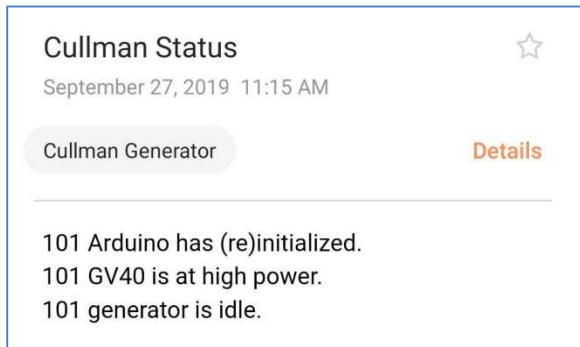 Cullman Status
September 27, 2019 11:15 AM
Cullman Generator
Details
101 Arduino has (re)initialized.
101 GV40 is at high power.
101 generator is idle.